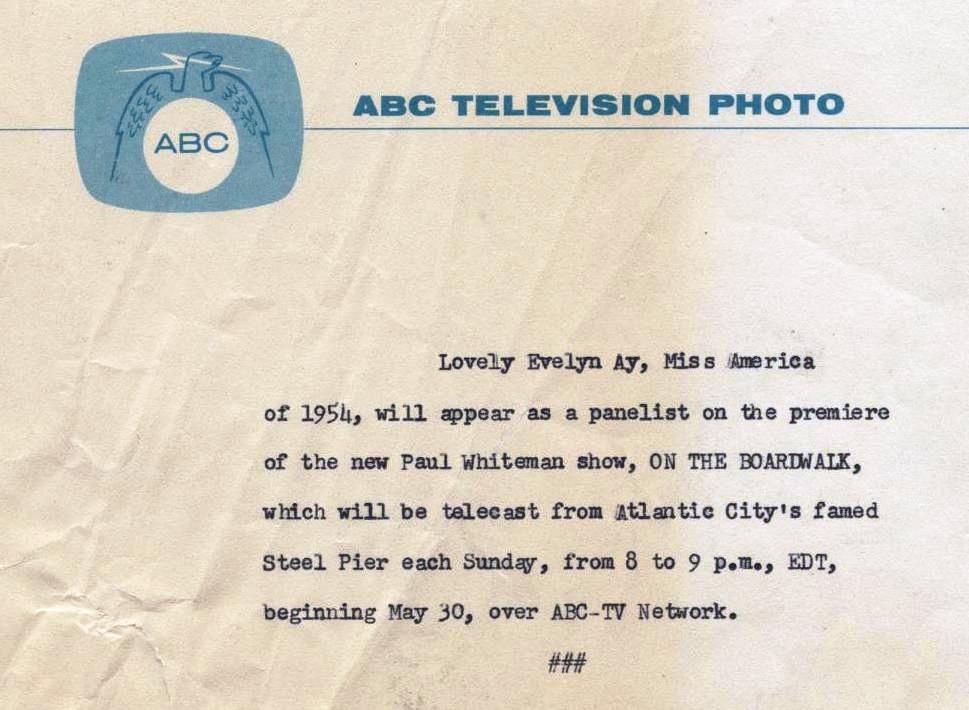 ABC TELEVISION PHOTO
ABC
Lovely Evelyn Ay, Miss America
of 1954, will appear as a panelist on the premiere
of the new Paul Whiteman show, ON THE BOARDWALK,
which will be telecast from Atlantic City's famed
Steel Pier each Sunday, from 8 to 9 p.m., EDT,
beginning May 30, over ABC-TV Network.
###